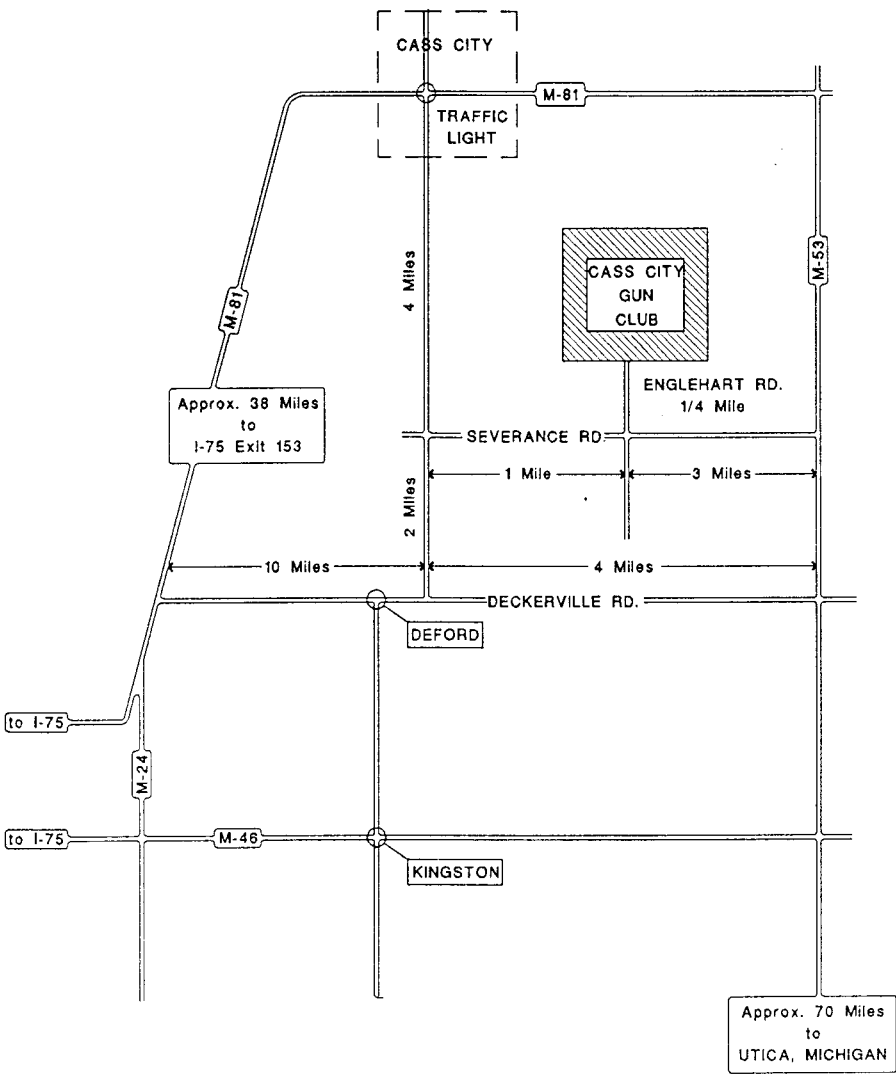 CASS CITY
M-81
TRAFFIC
LIGHT
M-53
4 Miles
CASS CITY
GUN
CLUB
M-81
ENGLEHART RD.
1/4 Mile
Approx. 38 Miles
to
I-75 Exit 153
SEVERANCE RD.
1 Mile
3 Miles
2 Miles
10 Miles
4 Miles
DECKERVILLE RD.
DEFORD
to I-75
M-24
to I-75
M-46
KINGSTON
Approx. 70 Miles
to
UTICA, MICHIGAN